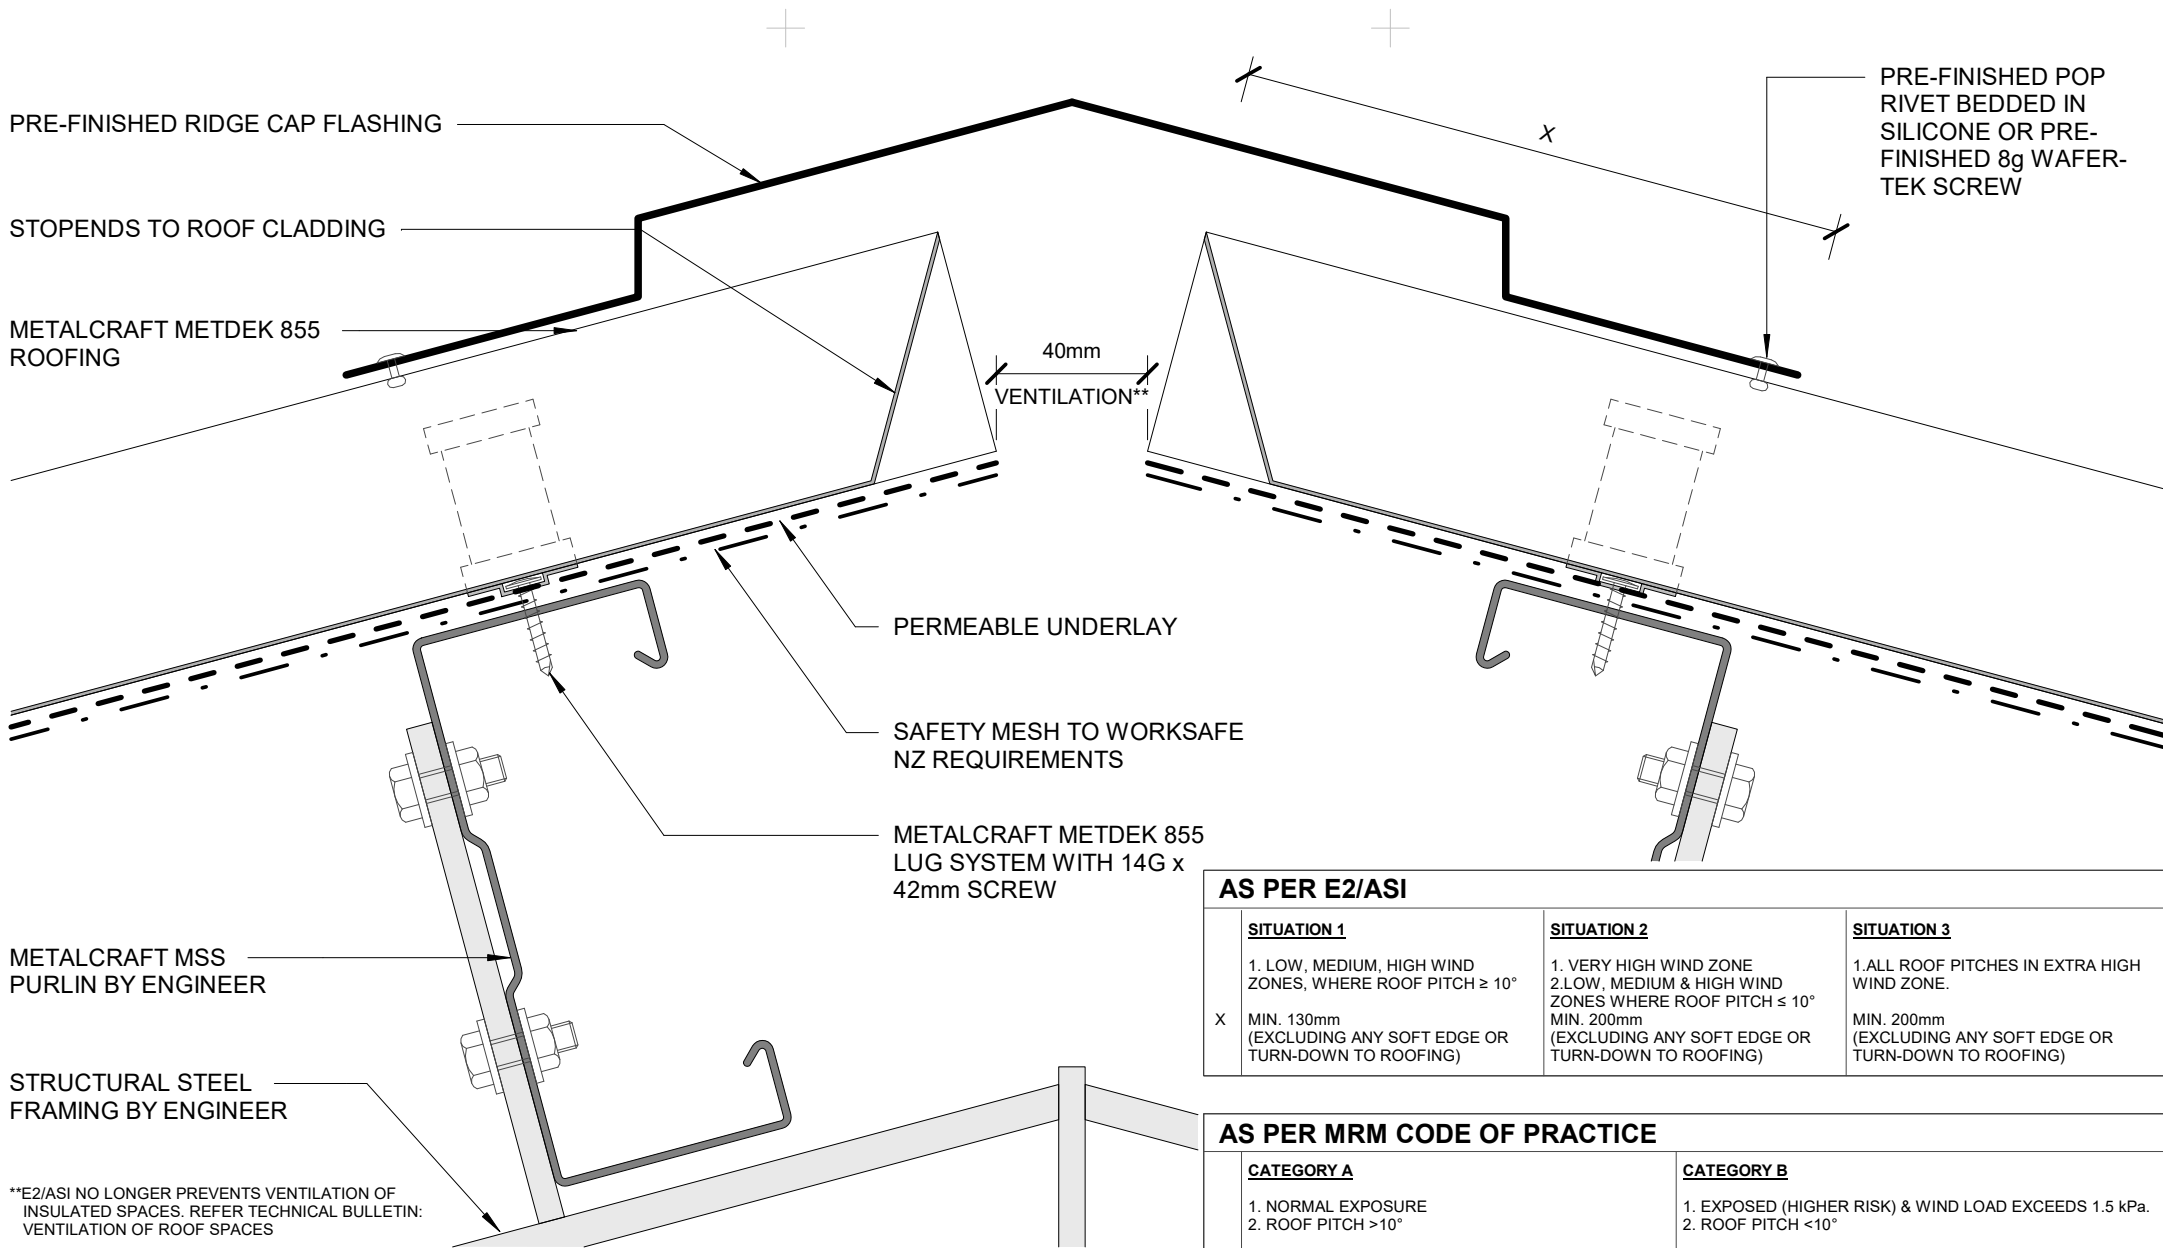 PRE-FINISHED RIDGE CAP FLASHING
STOPENDS TO ROOF CLADDING
METALCRAFT METDEK 855
ROOFING
X
PRE-FINISHED POP
RIVET BEDDED IN
SILICONE OR PRE-
FINISHED 8g WAFER-
TEK SCREW
40mm
VENTILATION**
PERMEABLE UNDERLAY
SAFETY MESH TO WORKSAFE
NZ REQUIREMENTS
METALCRAFT METDEK 855
LUG SYSTEM WITH 14G x
42mm SCREW
METALCRAFT MSS
PURLIN BY ENGINEER
STRUCTURAL STEEL
FRAMING BY ENGINEER
**E2/ASI NO LONGER PREVENTS VENTILATION OF
INSULATED SPACES. REFER TECHNICAL BULLETIN:
VENTILATION OF ROOF SPACES
AS PER E2/ASI
X
SITUATION 1
1. LOW, MEDIUM, HIGH WIND
ZONES, WHERE ROOF PITCH ≥ 10°
MIN. 130mm
(EXCLUDING ANY SOFT EDGE OR
TURN-DOWN TO ROOFING)
SITUATION 2
1. VERY HIGH WIND ZONE
2.LOW, MEDIUM & HIGH WIND
ZONES WHERE ROOF PITCH ≤ 10°
MIN. 200mm
(EXCLUDING ANY SOFT EDGE OR
TURN-DOWN TO ROOFING)
SITUATION 3
1.ALL ROOF PITCHES IN EXTRA HIGH
WIND ZONE.
MIN. 200mm
(EXCLUDING ANY SOFT EDGE OR
TURN-DOWN TO ROOFING)
AS PER MRM CODE OF PRACTICE
CATEGORY A
1. NORMAL EXPOSURE
2. ROOF PITCH >10°
CATEGORY B
1. EXPOSED (HIGHER RISK) & WIND LOAD EXCEEDS 1.5 kPa.
2. ROOF PITCH <10°